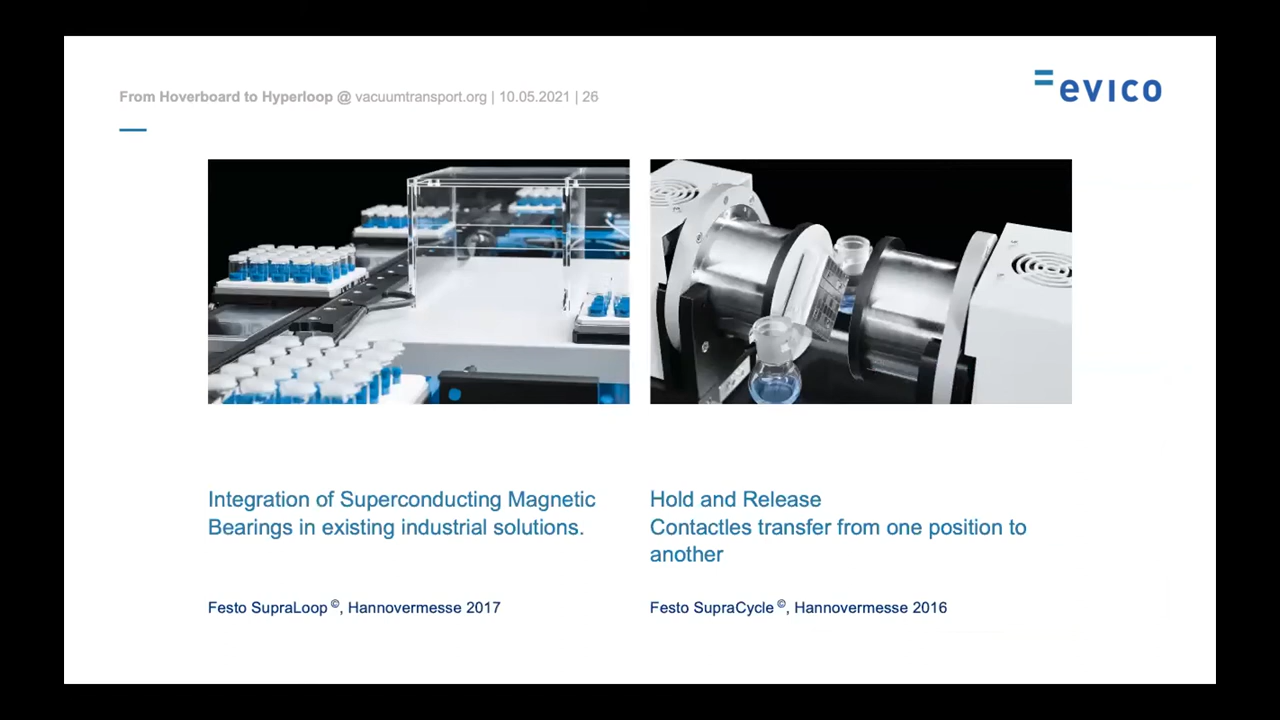 From Hoverboard to Hyperloop @ vacuumtransport.org | 10.05.2021 | 26
evico
Integration of Superconducting Magnetic
Bearings in existing industrial solutions.
Festo SupraLoop ©, Hannovermesse 2017
Hold and Release
Contactles transfer from one position to
another
Festo SupraCycle ©, Hannovermesse 2016